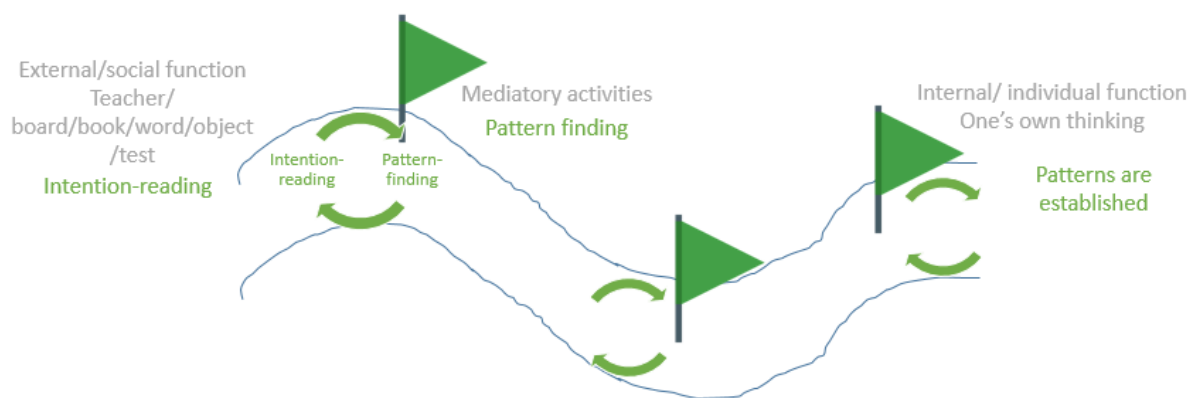 External/social function
Teacher/
board/book/word/object
/test
Intention-reading
Intention-
reading
Pattern-
finding
Mediatory activities
Pattern finding
Internal/ individual function
One's own thinking
Patterns are
established